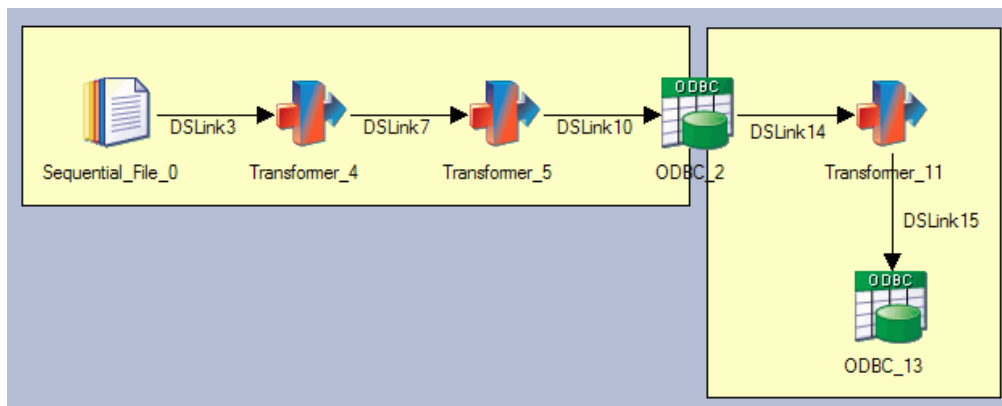 ODBC
DSLink3
DSLink7
DSLink10
DSLink14
Sequential_File_0
Transformer_4
Transformer_5
ODBC_2
Transformer_11
DSLink15
ODBC
ODBC_13